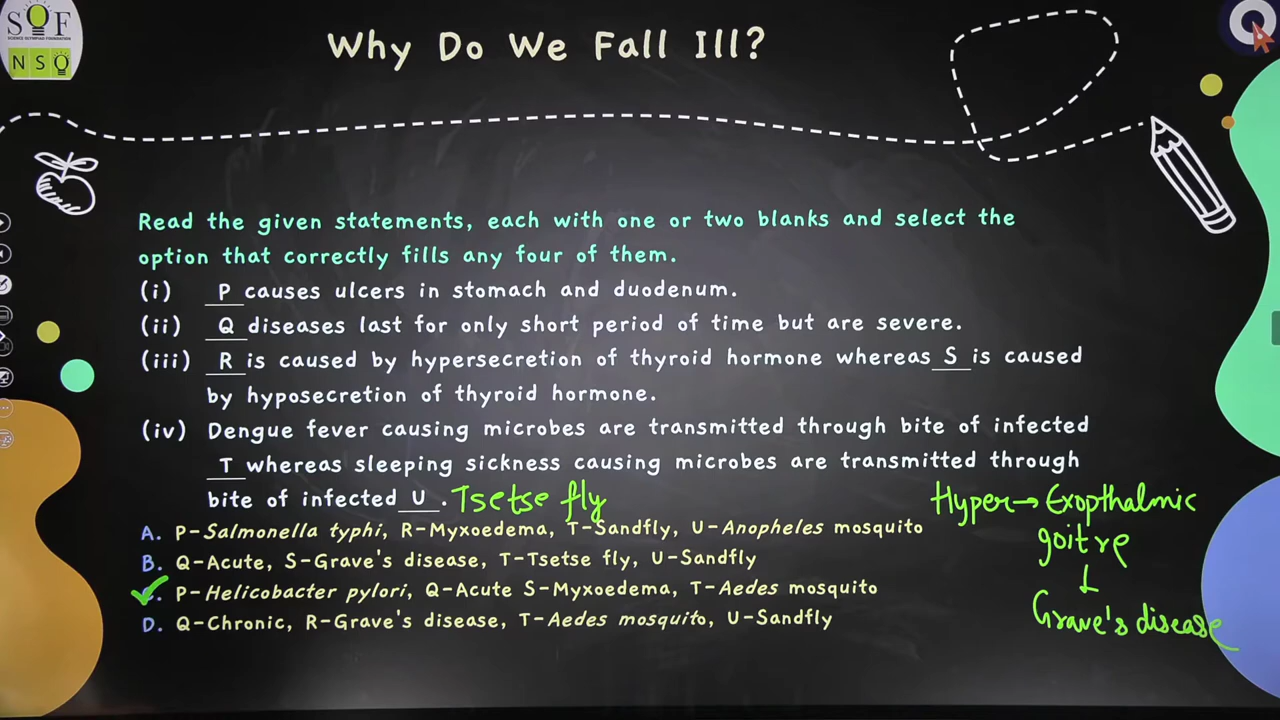 SOF
SCIENCE OLYMPIAD FOUNDATION
NSO
Why Do We Fall Ill?
Read the given statements, each with one or two blanks and select the
option that correctly fills any four of them.
(i) P causes ulcers in stomach and duodenum.
(ii) Q diseases last for only short period of time but are severe.
(iii) R is caused by hypersecretion of thyroid hormone whereas S is caused
by hyposecretion of thyroid hormone.
(iv) Dengue fever causing microbes are transmitted through bite of infected
T whereas sleeping sickness causing microbes are transmitted through
bite of infected U. Tsetse fly
A. P-Salmonella typhi, R-Myxoedema, T-Sandfly, U-Anopheles mosquito
B. Q-Acute, S-Grave's disease, T-Tsetse fly, U-Sandfly
C. P-Helicobacter pylori, Q-Acute S-Myxoedema, T-Aedes mosquito
D. Q-Chronic, R-Grave's disease, T-Aedes mosquito, U-Sandfly
Hyper→Exopthalmic
goitre
Grave's disease